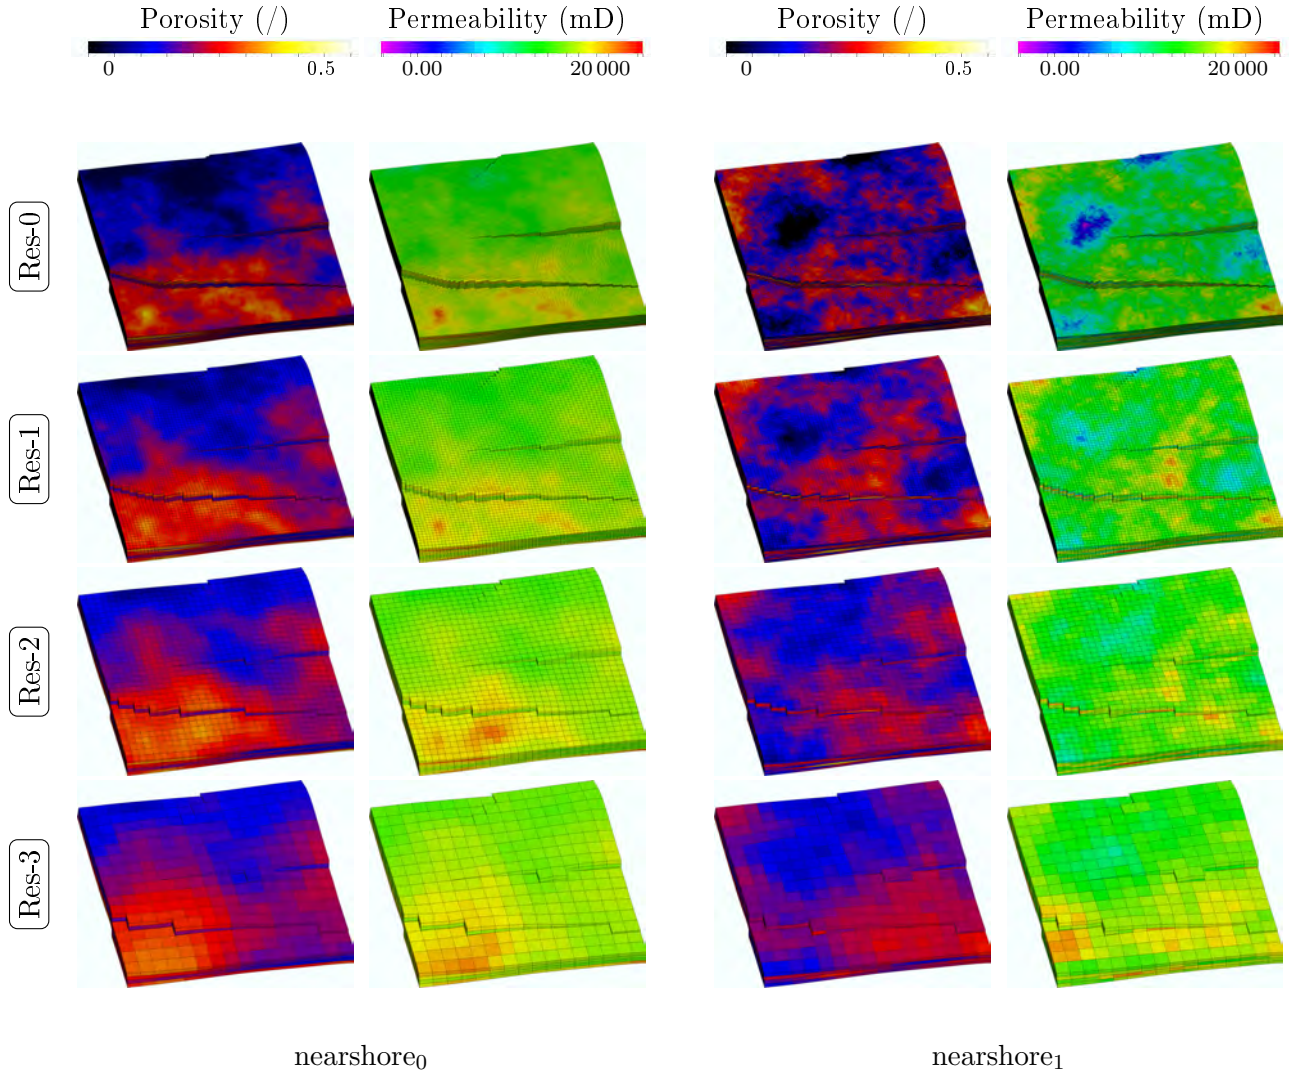 Porosity (/) Permeability (mD) Porosity (/) Permeability (mD)
0 0.5 0.00 20 000 0 0.5 0.00 20 000
Res-0
Res-1
Res-2
Res-3
nearshore₀ nearshore₁